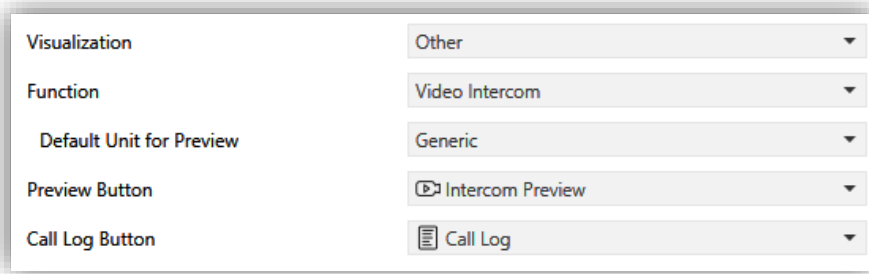 Visualization Other
Function Video Intercom
Default Unit for Preview Generic
Preview Button Intercom Preview
Call Log Button Call Log